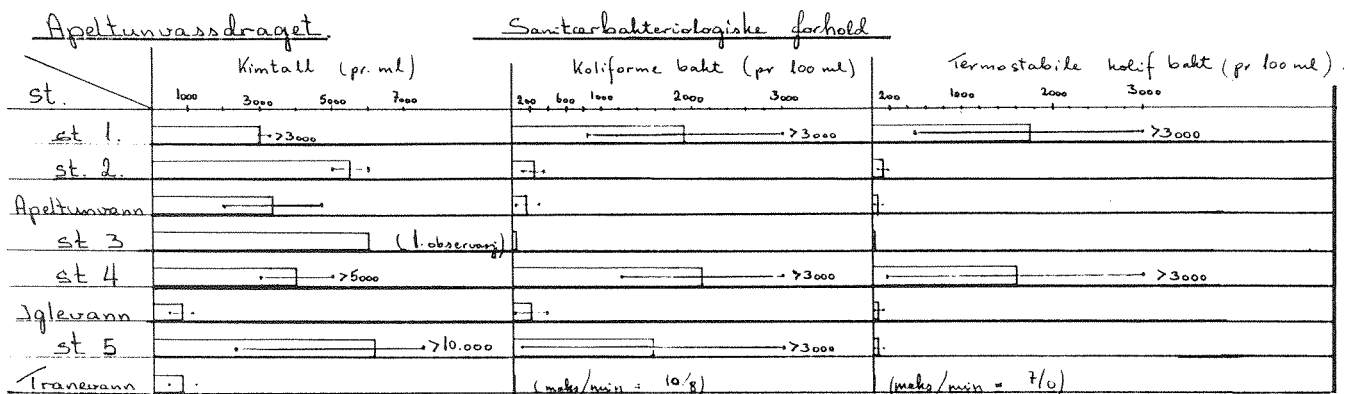 Apeltunvassdraget. Sanitærbakteriologiske forhold
Kimtall (pr. ml) Koliforme bakt (pr 100 ml) Termostabile kolif bakt (pr 100 ml).
st. 1000 3000 5000 7000 200 600 1000 2000 3000 200 1000 2000 3000
st 1. >3000 >3000 >3000
st. 2.
Apeltunvann
st 3 (1. observasj)
st 4 >5000 >3000 >3000
Iglevann
st 5 >10.000 >3000
Tranevann (maks/min = 10/8) (maks/min = 7/0)